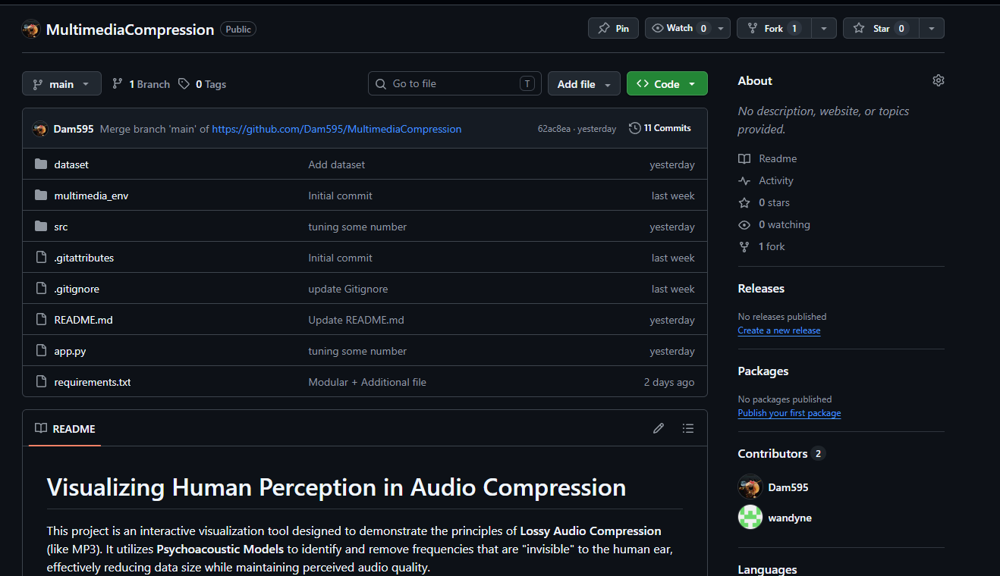 MultimediaCompression Public Pin Watch 0 Fork 1 Star 0
main 1 Branch 0 Tags Go to file T Add file Code
Dam595 Merge branch 'main' of https://github.com/Dam595/MultimediaCompression 62ac8ea · yesterday 11 Commits
dataset Add dataset yesterday
multimedia_env Initial commit last week
src tuning some number yesterday
.gitattributes Initial commit last week
.gitignore update Gitignore last week
README.md Update README.md yesterday
app.py tuning some number yesterday
requirements.txt Modular + Additional file 2 days ago
README
Visualizing Human Perception in Audio Compression
This project is an interactive visualization tool designed to demonstrate the principles of Lossy Audio Compression
(like MP3). It utilizes Psychoacoustic Models to identify and remove frequencies that are "invisible" to the human ear,
effectively reducing data size while maintaining perceived audio quality.
About
No description, website, or topics
provided.
Readme
Activity
0 stars
0 watching
1 fork
Releases
No releases published
Create a new release
Packages
No packages published
Publish your first package
Contributors 2
Dam595
wandyne
Languages